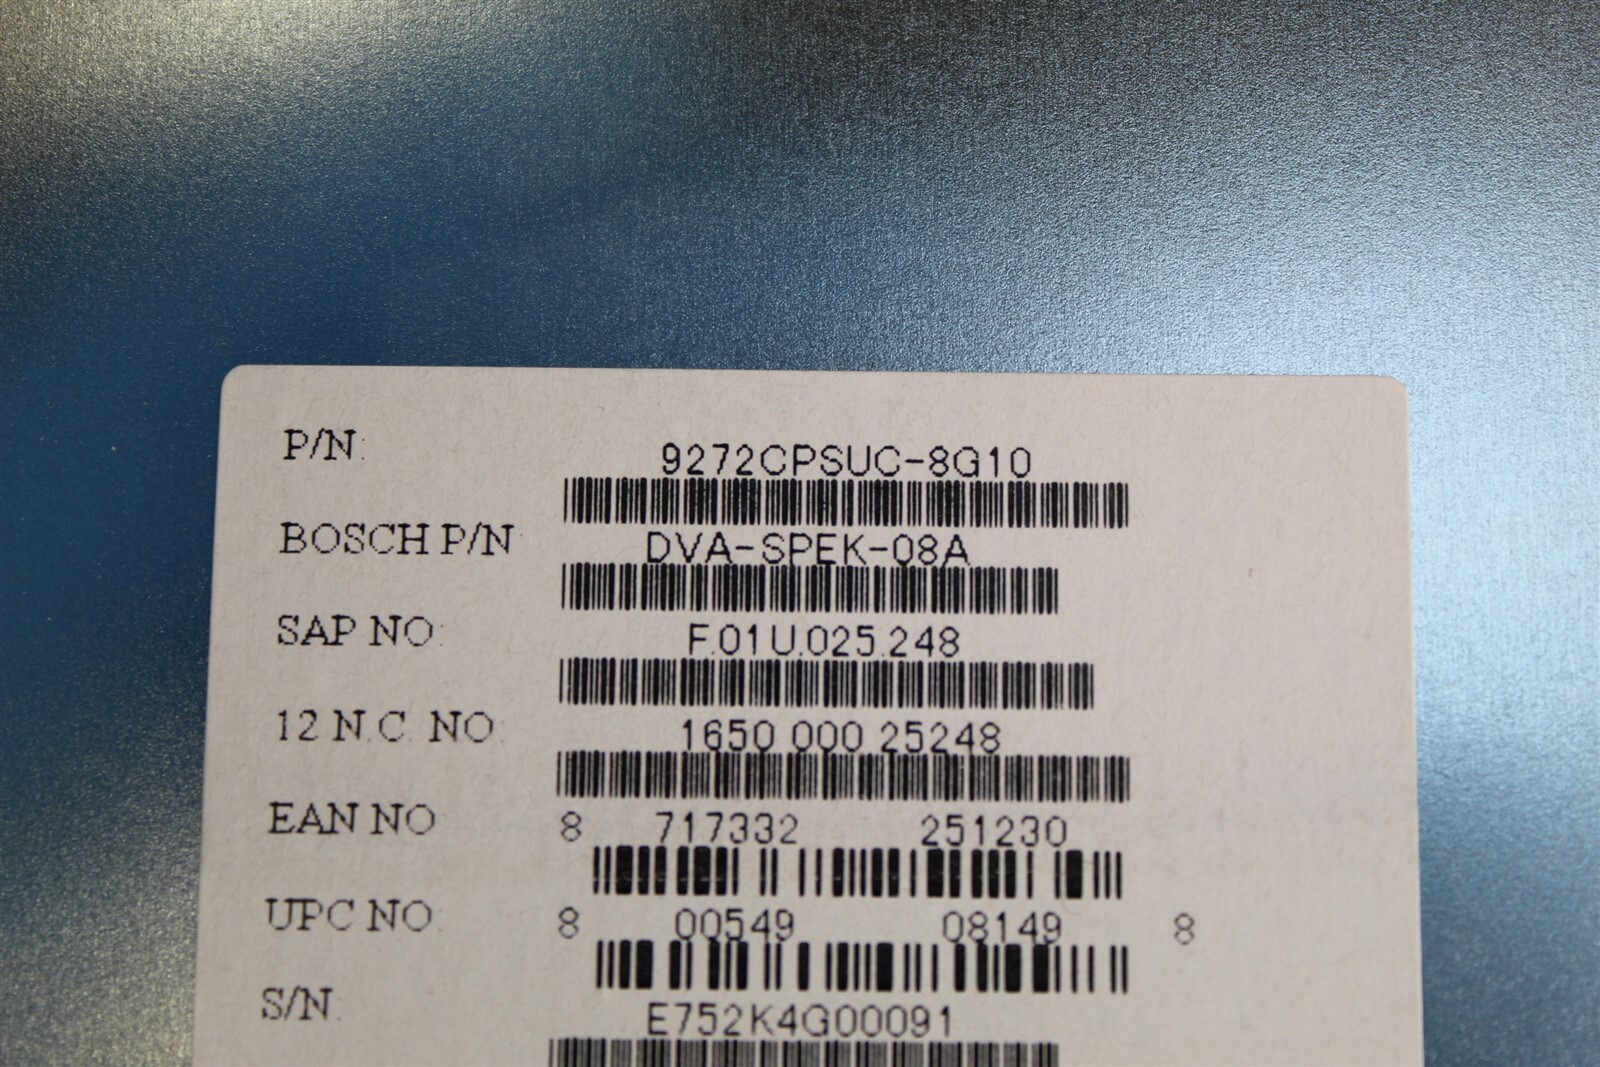 P/N: 9272CPSUC-8G10
BOSCH P/N: DVA-SPEK-08A
SAP NO: F.01U.025.248
12 N.C. NO: 1650 000 25248
EAN NO: 8 717332 251230
UPC NO: 8 00549 08149 8
S/N: E752K4G00091